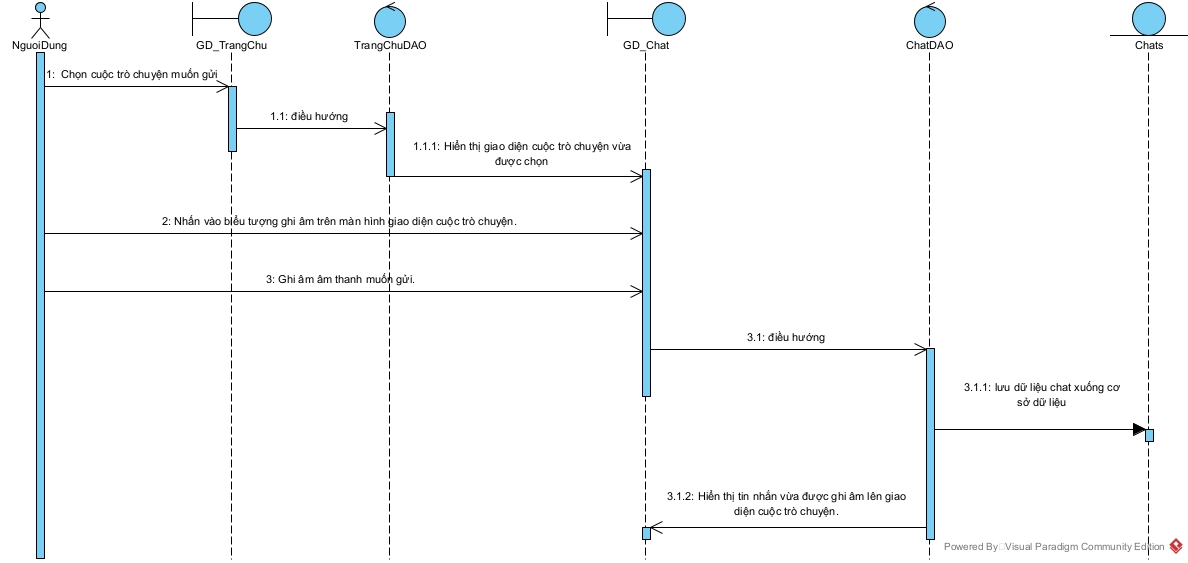 NguoiDung
GD_TrangChu
TrangChuDAO
GD_Chat
ChatDAO
Chats
1: Chọn cuộc trò chuyện muốn gửi
1.1: điều hướng
1.1.1: Hiển thị giao diện cuộc trò chuyện vừa
được chọn
2: Nhấn vào biểu tượng ghi âm trên màn hình giao diện cuộc trò chuyện.
3: Ghi âm âm thanh muốn gửi.
3.1: điều hướng
3.1.1: lưu dữ liệu chat xuống cơ
sở dữ liệu
3.1.2: Hiển thị tin nhắn vừa được ghi âm lên giao
diện cuộc trò chuyện.
Powered By Visual Paradigm Community Edition